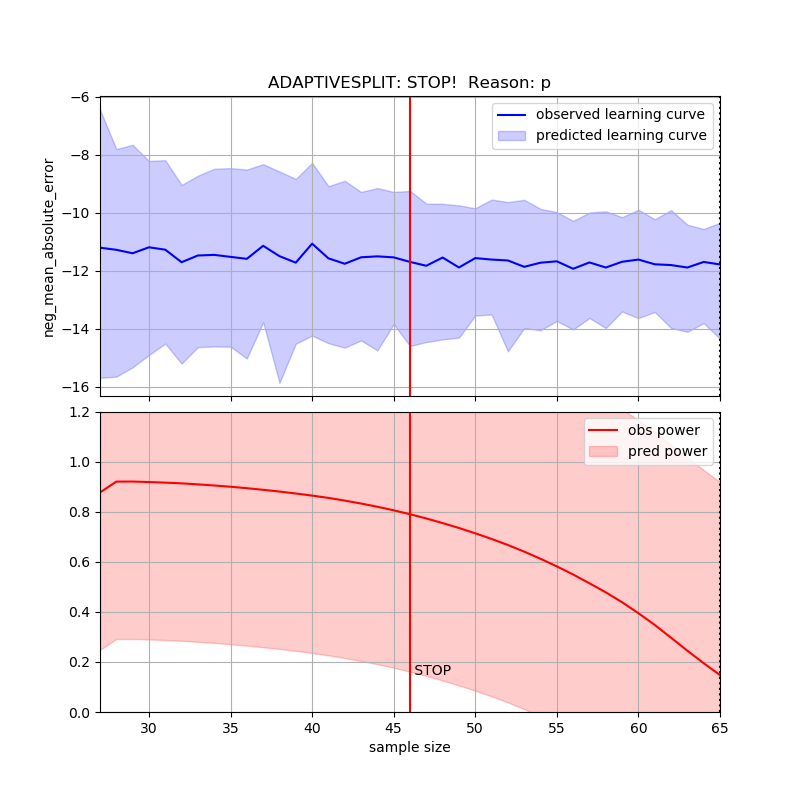 ADAPTIVESPLIT: STOP!  Reason: p
−6
−8
−10
−12
−14
−16
neg_mean_absolute_error
observed learning curve
predicted learning curve
1.2
1.0
0.8
0.6
0.4
0.2
0.0
obs power
pred power
STOP
30 35 40 45 50 55 60 65
sample size